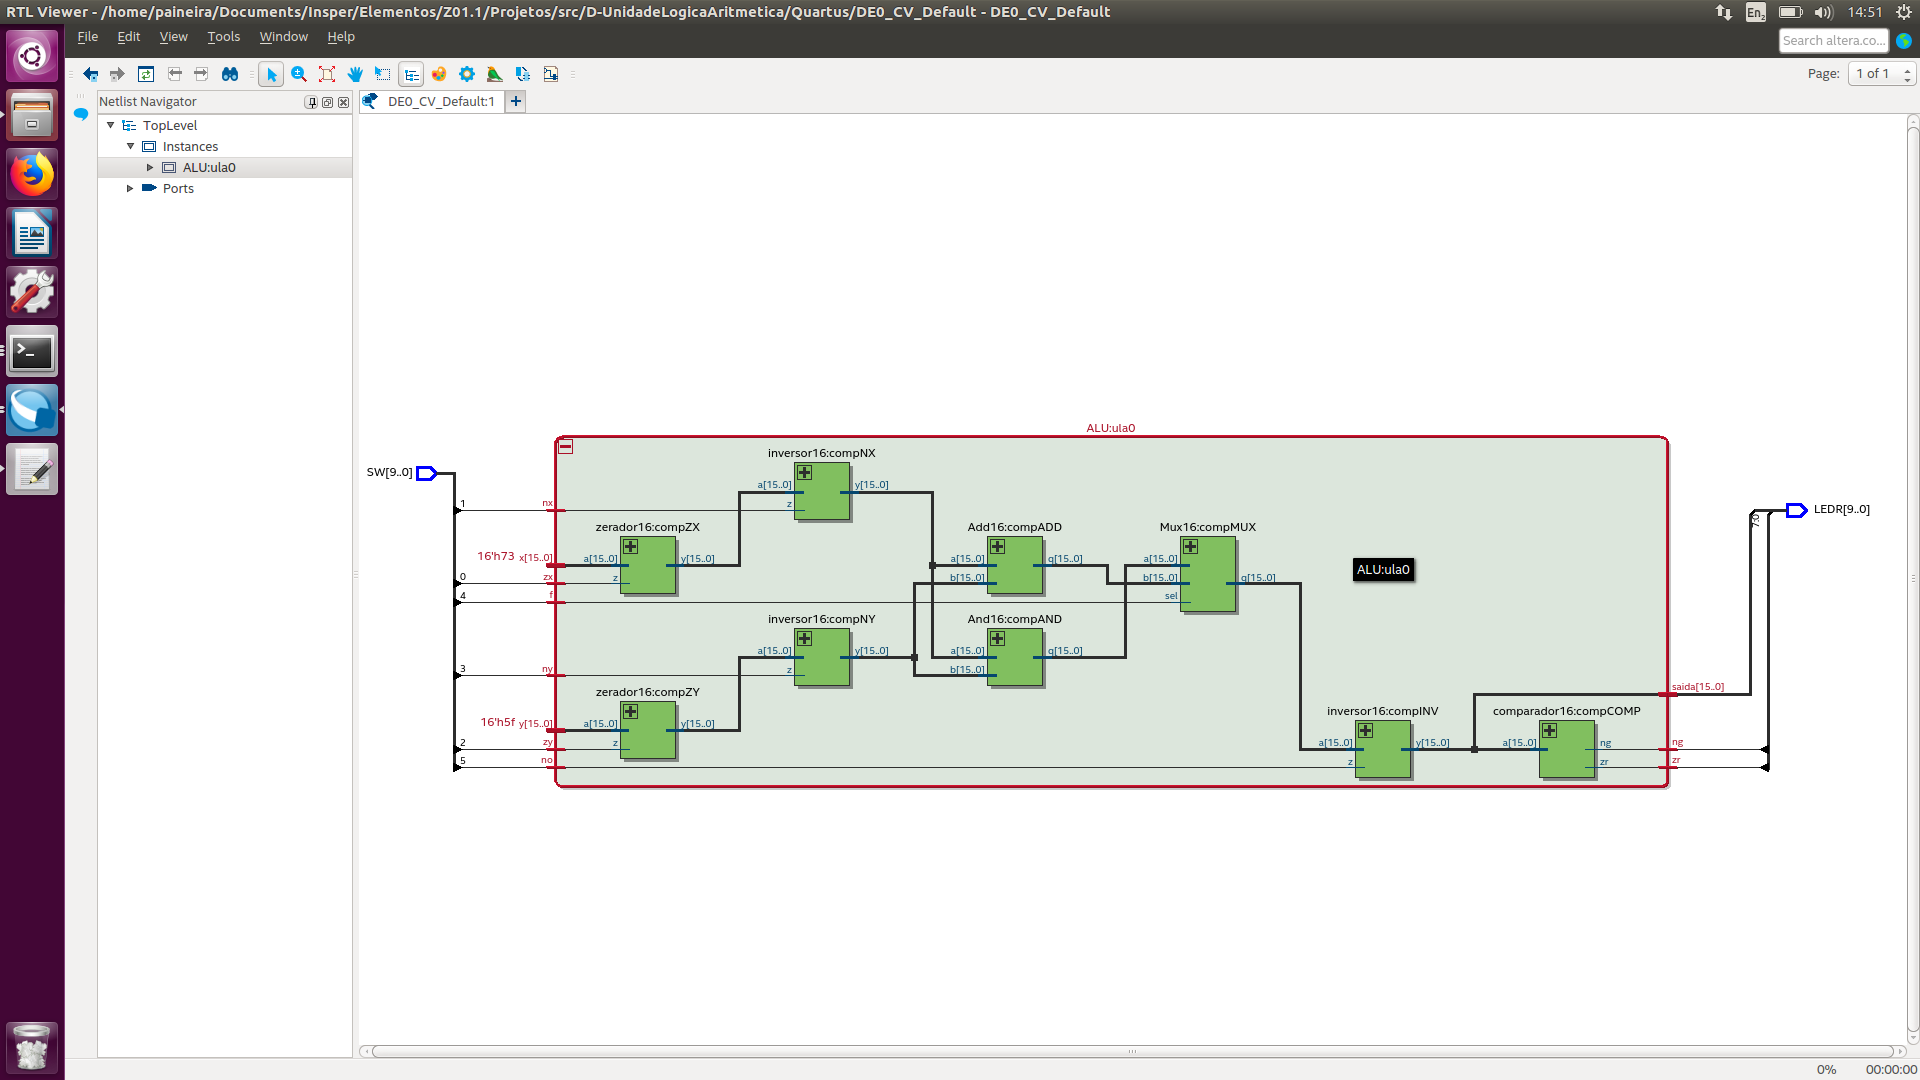 RTL Viewer - /home/paineira/Documents/Insper/Elementos/Z01.1/Projetos/src/D-UnidadeLogicaAritmetica/Quartus/DE0_CV_Default - DE0_CV_Default
En2
14:51
File Edit View Tools Window Help
Search altera.co...
Page: 1 of 1
Netlist Navigator
DE0_CV_Default:1
TopLevel
Instances
ALU:ula0
Ports
ALU:ula0
inversor16:compNX
SW[9..0]
a[15..0] y[15..0]
1 nx z
LEDR[9..0]
7:0
zerador16:compZX Add16:compADD Mux16:compMUX
16'h73 x[15..0] a[15..0] y[15..0] a[15..0] q[15..0] a[15..0]
ALU:ula0
0 zx z b[15..0] b[15..0] q[15..0]
4 f sel
inversor16:compNY And16:compAND
a[15..0] y[15..0] a[15..0] q[15..0]
3 ny z b[15..0]
saida[15..0]
zerador16:compZY
inversor16:compINV comparador16:compCOMP
16'h5f y[15..0] a[15..0] y[15..0]
2 zy z a[15..0] y[15..0] a[15..0] ng ng
5 no z zr zr
0% 00:00:00